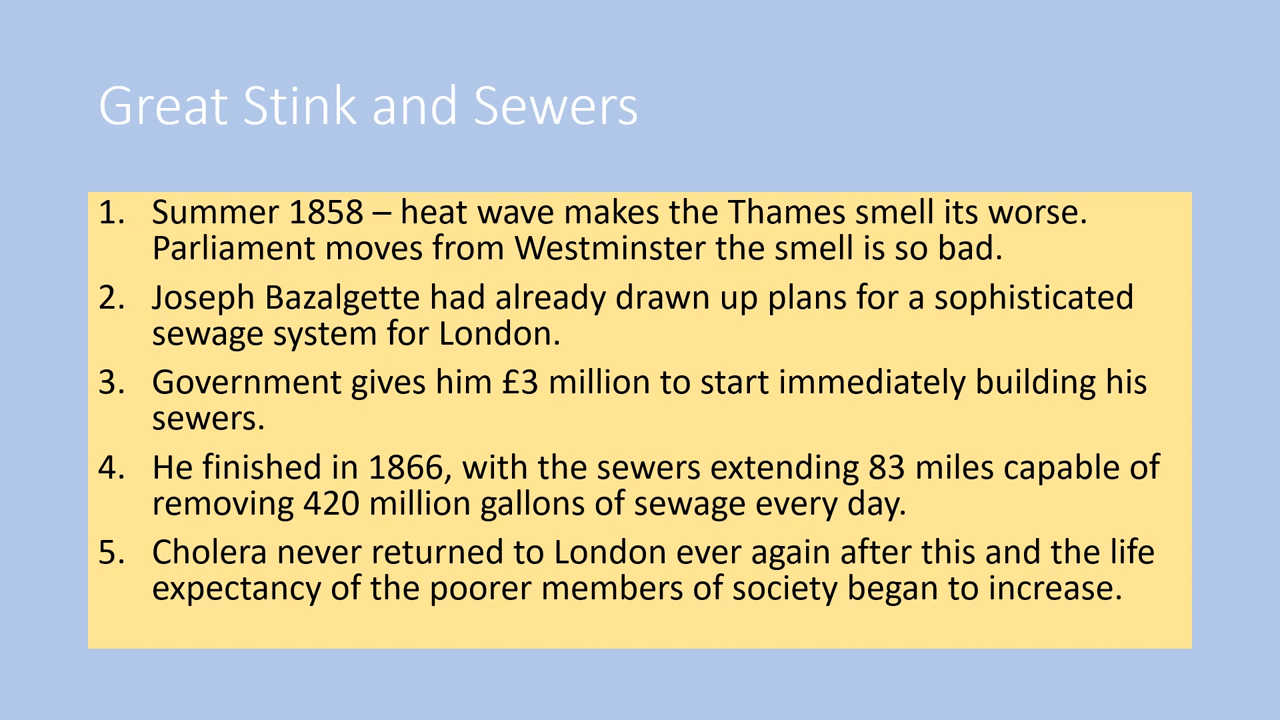 Great Stink and Sewers
1. Summer 1858 – heat wave makes the Thames smell its worse.
Parliament moves from Westminster the smell is so bad.
2. Joseph Bazalgette had already drawn up plans for a sophisticated
sewage system for London.
3. Government gives him £3 million to start immediately building his
sewers.
4. He finished in 1866, with the sewers extending 83 miles capable of
removing 420 million gallons of sewage every day.
5. Cholera never returned to London ever again after this and the life
expectancy of the poorer members of society began to increase.